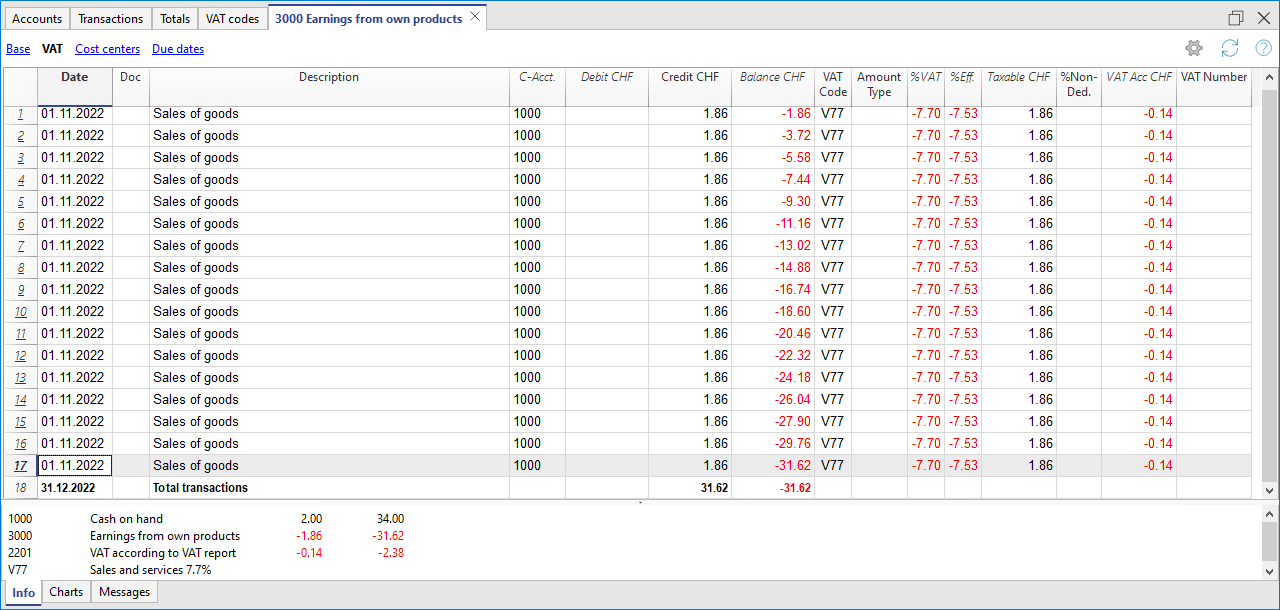 Accounts Transactions Totals VAT codes 3000 Earnings from own products
Base VAT Cost centers Due dates
Date Doc Description C-Acct. Debit CHF Credit CHF Balance CHF VAT Code Amount Type %VAT %Eff. Taxable CHF %Non-Ded. VAT Acc CHF VAT Number
1 01.11.2022 Sales of goods 1000 1.86 -1.86 V77 -7.70 -7.53 1.86 -0.14
2 01.11.2022 Sales of goods 1000 1.86 -3.72 V77 -7.70 -7.53 1.86 -0.14
3 01.11.2022 Sales of goods 1000 1.86 -5.58 V77 -7.70 -7.53 1.86 -0.14
4 01.11.2022 Sales of goods 1000 1.86 -7.44 V77 -7.70 -7.53 1.86 -0.14
5 01.11.2022 Sales of goods 1000 1.86 -9.30 V77 -7.70 -7.53 1.86 -0.14
6 01.11.2022 Sales of goods 1000 1.86 -11.16 V77 -7.70 -7.53 1.86 -0.14
7 01.11.2022 Sales of goods 1000 1.86 -13.02 V77 -7.70 -7.53 1.86 -0.14
8 01.11.2022 Sales of goods 1000 1.86 -14.88 V77 -7.70 -7.53 1.86 -0.14
9 01.11.2022 Sales of goods 1000 1.86 -16.74 V77 -7.70 -7.53 1.86 -0.14
10 01.11.2022 Sales of goods 1000 1.86 -18.60 V77 -7.70 -7.53 1.86 -0.14
11 01.11.2022 Sales of goods 1000 1.86 -20.46 V77 -7.70 -7.53 1.86 -0.14
12 01.11.2022 Sales of goods 1000 1.86 -22.32 V77 -7.70 -7.53 1.86 -0.14
13 01.11.2022 Sales of goods 1000 1.86 -24.18 V77 -7.70 -7.53 1.86 -0.14
14 01.11.2022 Sales of goods 1000 1.86 -26.04 V77 -7.70 -7.53 1.86 -0.14
15 01.11.2022 Sales of goods 1000 1.86 -27.90 V77 -7.70 -7.53 1.86 -0.14
16 01.11.2022 Sales of goods 1000 1.86 -29.76 V77 -7.70 -7.53 1.86 -0.14
17 01.11.2022 Sales of goods 1000 1.86 -31.62 V77 -7.70 -7.53 1.86 -0.14
18 31.12.2022 Total transactions 31.62 -31.62
1000 Cash on hand 2.00 34.00
3000 Earnings from own products -1.86 -31.62
2201 VAT according to VAT report -0.14 -2.38
V77 Sales and services 7.7%
Info Charts Messages